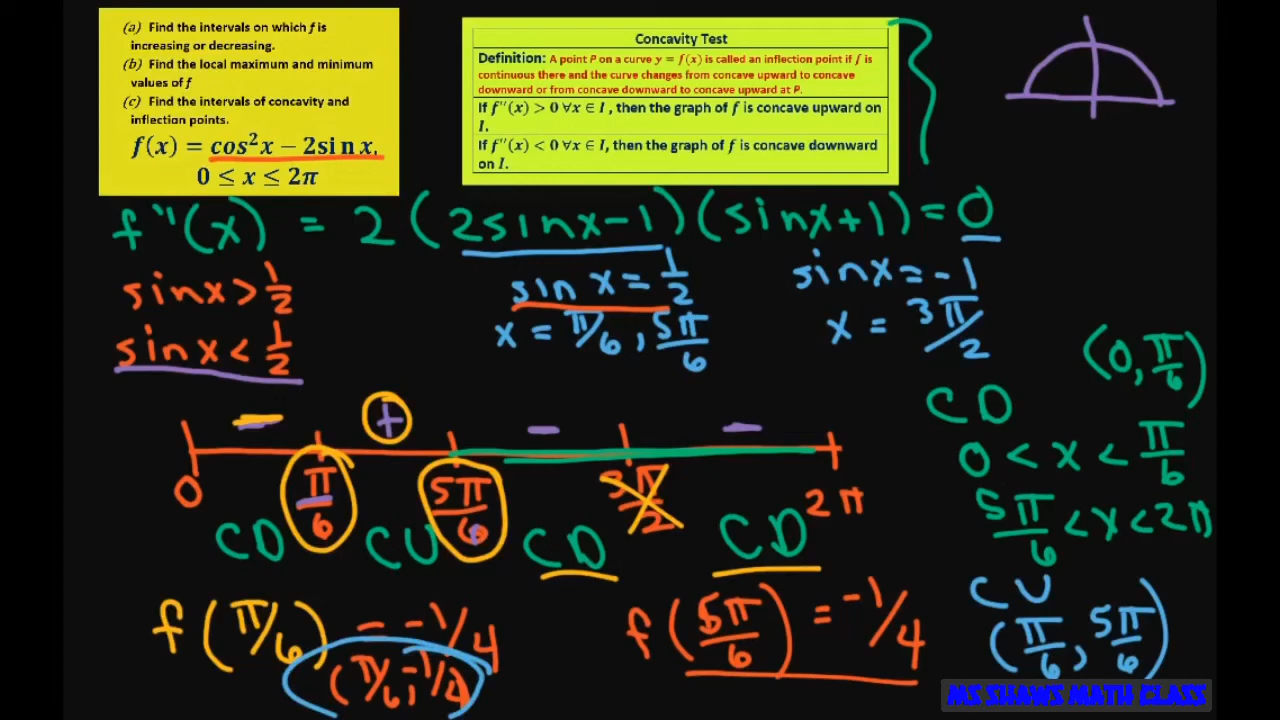 (a) Find the intervals on which f is
increasing or decreasing.
(b) Find the local maximum and minimum
values of f
(c) Find the intervals of concavity and
inflection points.
f(x) = cos²x − 2sin x.
0 ≤ x ≤ 2π
Concavity Test
Definition: A point P on a curve y = f(x) is called an inflection point if f is
continuous there and the curve changes from concave upward to concave
downward or from concave downward to concave upward at P.
If f''(x) > 0 ∀x ∈ I , then the graph of f is concave upward on
I.
If f''(x) < 0 ∀x ∈ I, then the graph of f is concave downward
on I.
f''(x) = 2(2sinx-1)(sinx+1)=0
sinx>1/2
sinx<1/2
sin x = 1/2
x = π/6, 5π/6
sinx=-1
x = 3π/2
(0, π/6)
CD
0 < x < π/6
5π/6 < x < 2π
CU
(π/6, 5π/6)
− + − −
0 π/6 5π/6 3π/2 2π
CD CU CD CD
f(π/6) = -1/4
(π/6, -1/4)
f(5π/6) = -1/4
MS SHAWS MATH CLASS